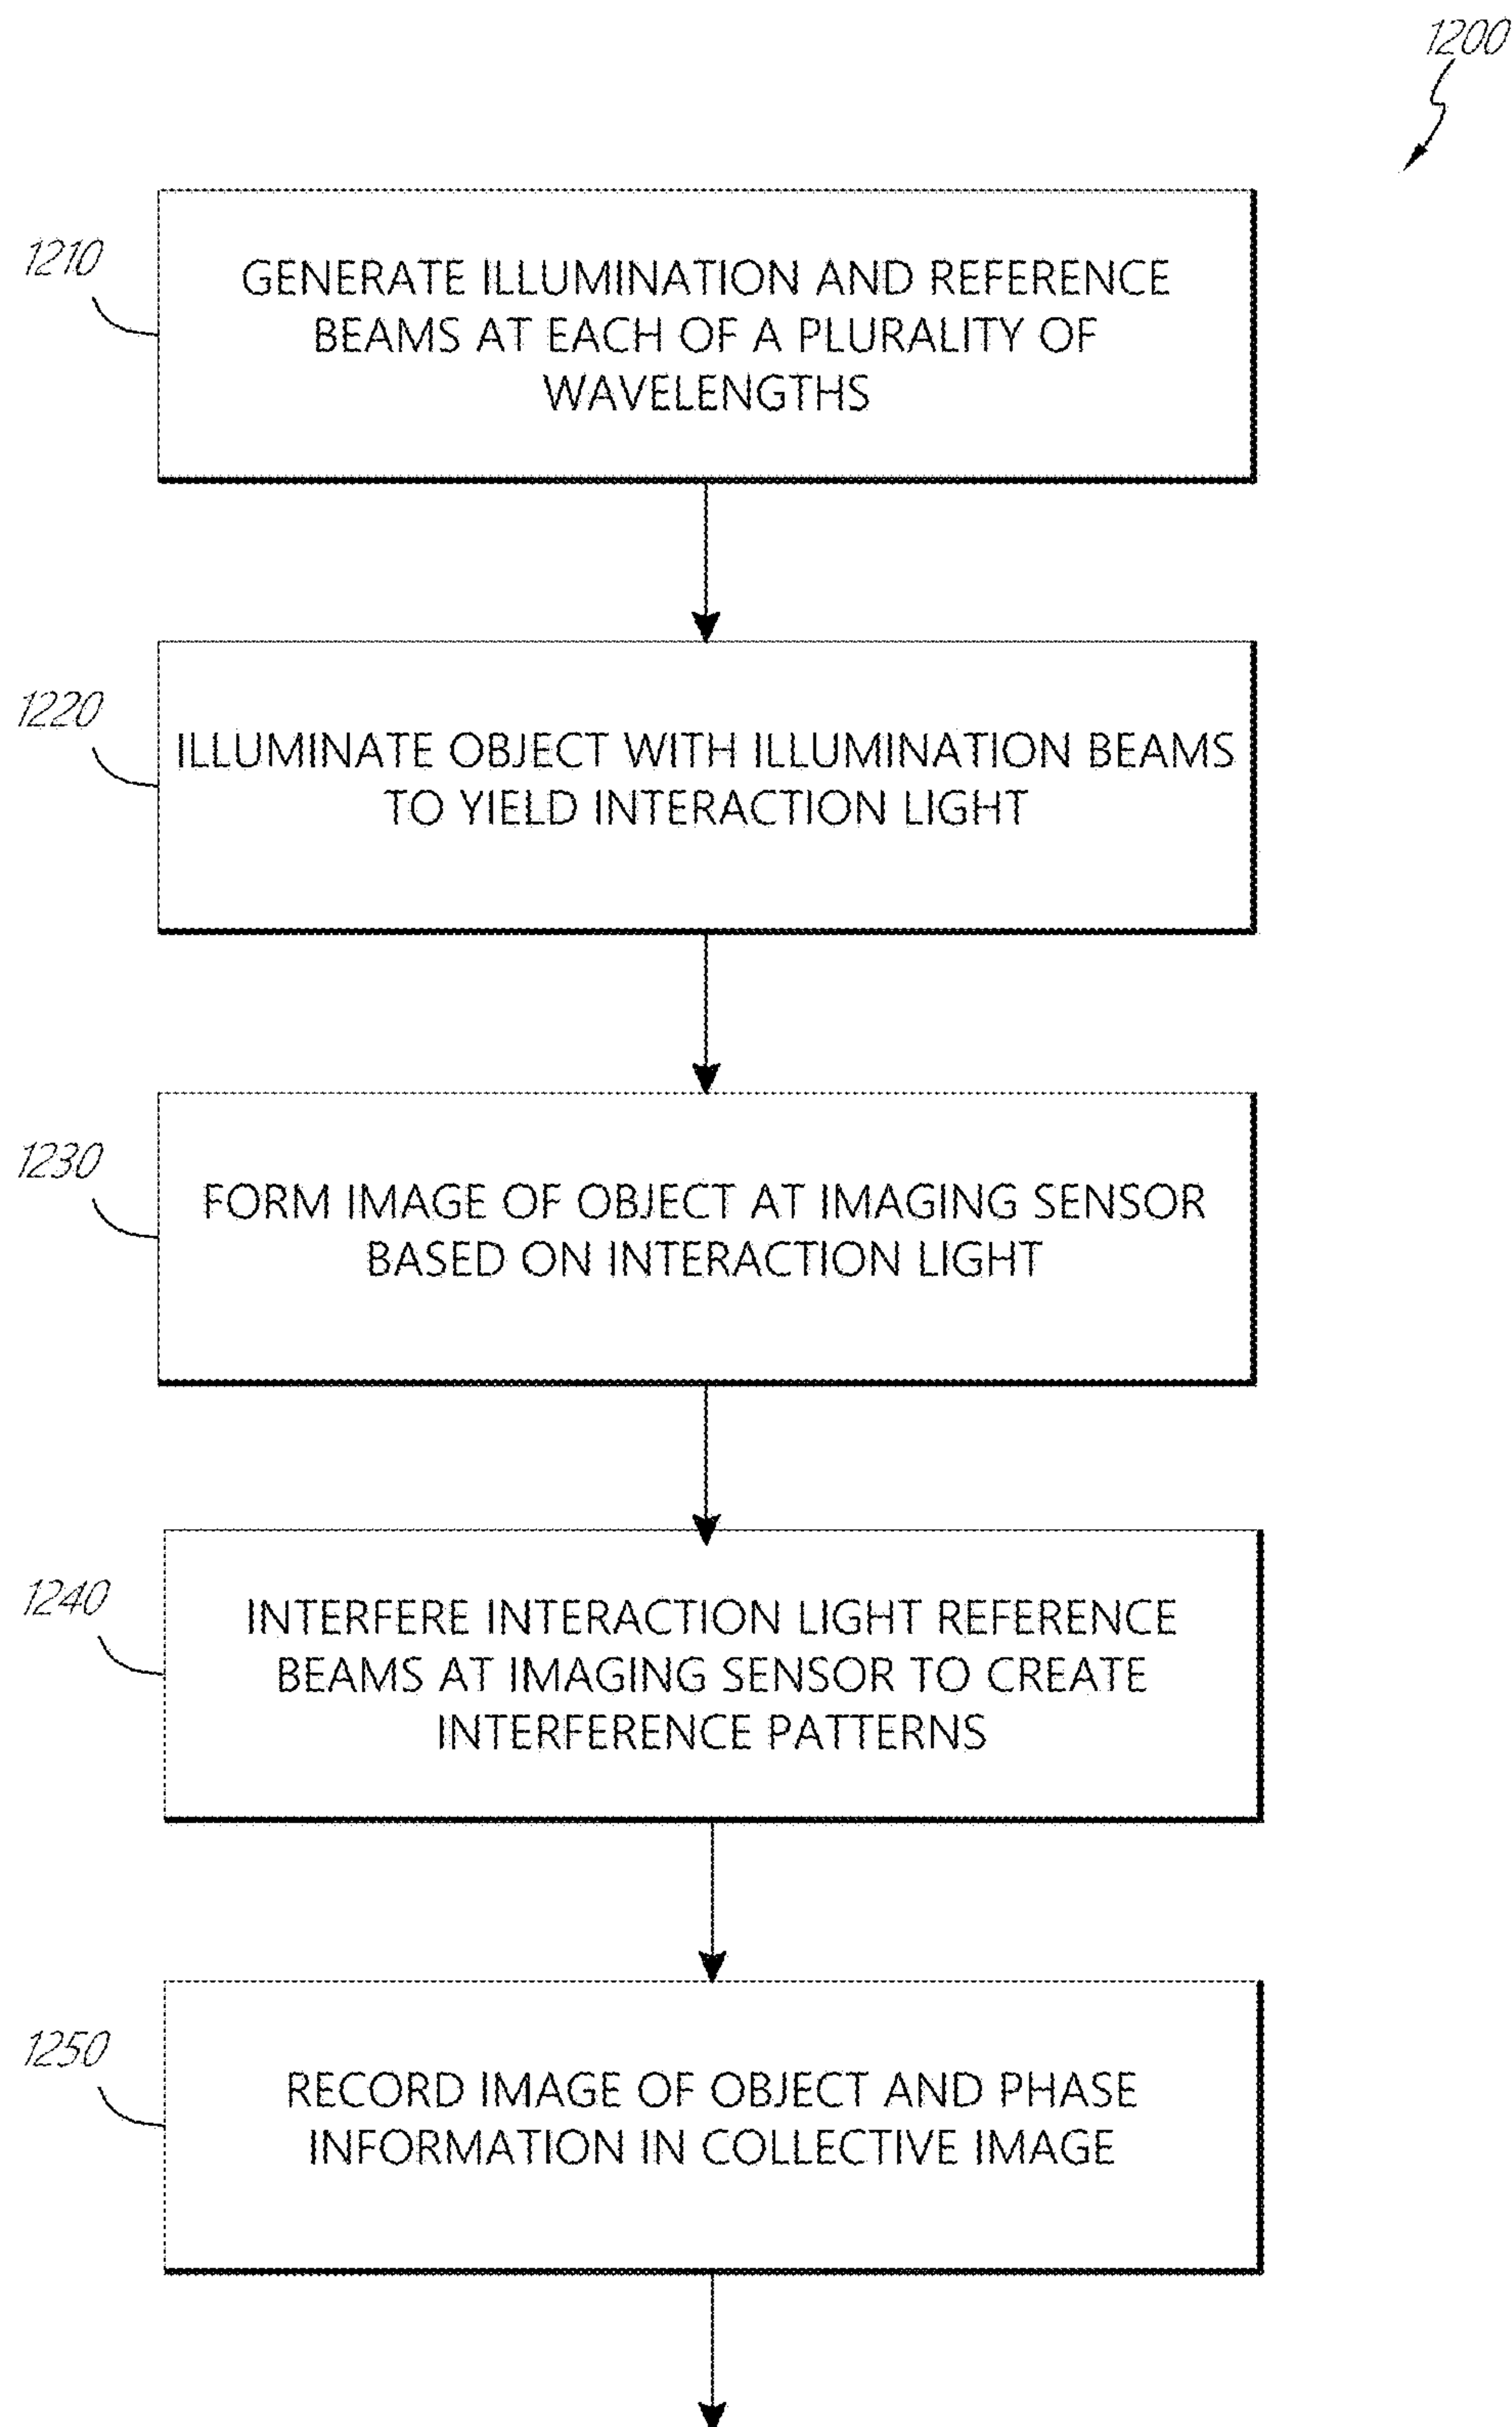 1200
1210
GENERATE ILLUMINATION AND REFERENCE
BEAMS AT EACH OF A PLURALITY OF
WAVELENGTHS
1220
ILLUMINATE OBJECT WITH ILLUMINATION BEAMS
TO YIELD INTERACTION LIGHT
1230
FORM IMAGE OF OBJECT AT IMAGING SENSOR
BASED ON INTERACTION LIGHT
1240
INTERFERE INTERACTION LIGHT REFERENCE
BEAMS AT IMAGING SENSOR TO CREATE
INTERFERENCE PATTERNS
1250
RECORD IMAGE OF OBJECT AND PHASE
INFORMATION IN COLLECTIVE IMAGE